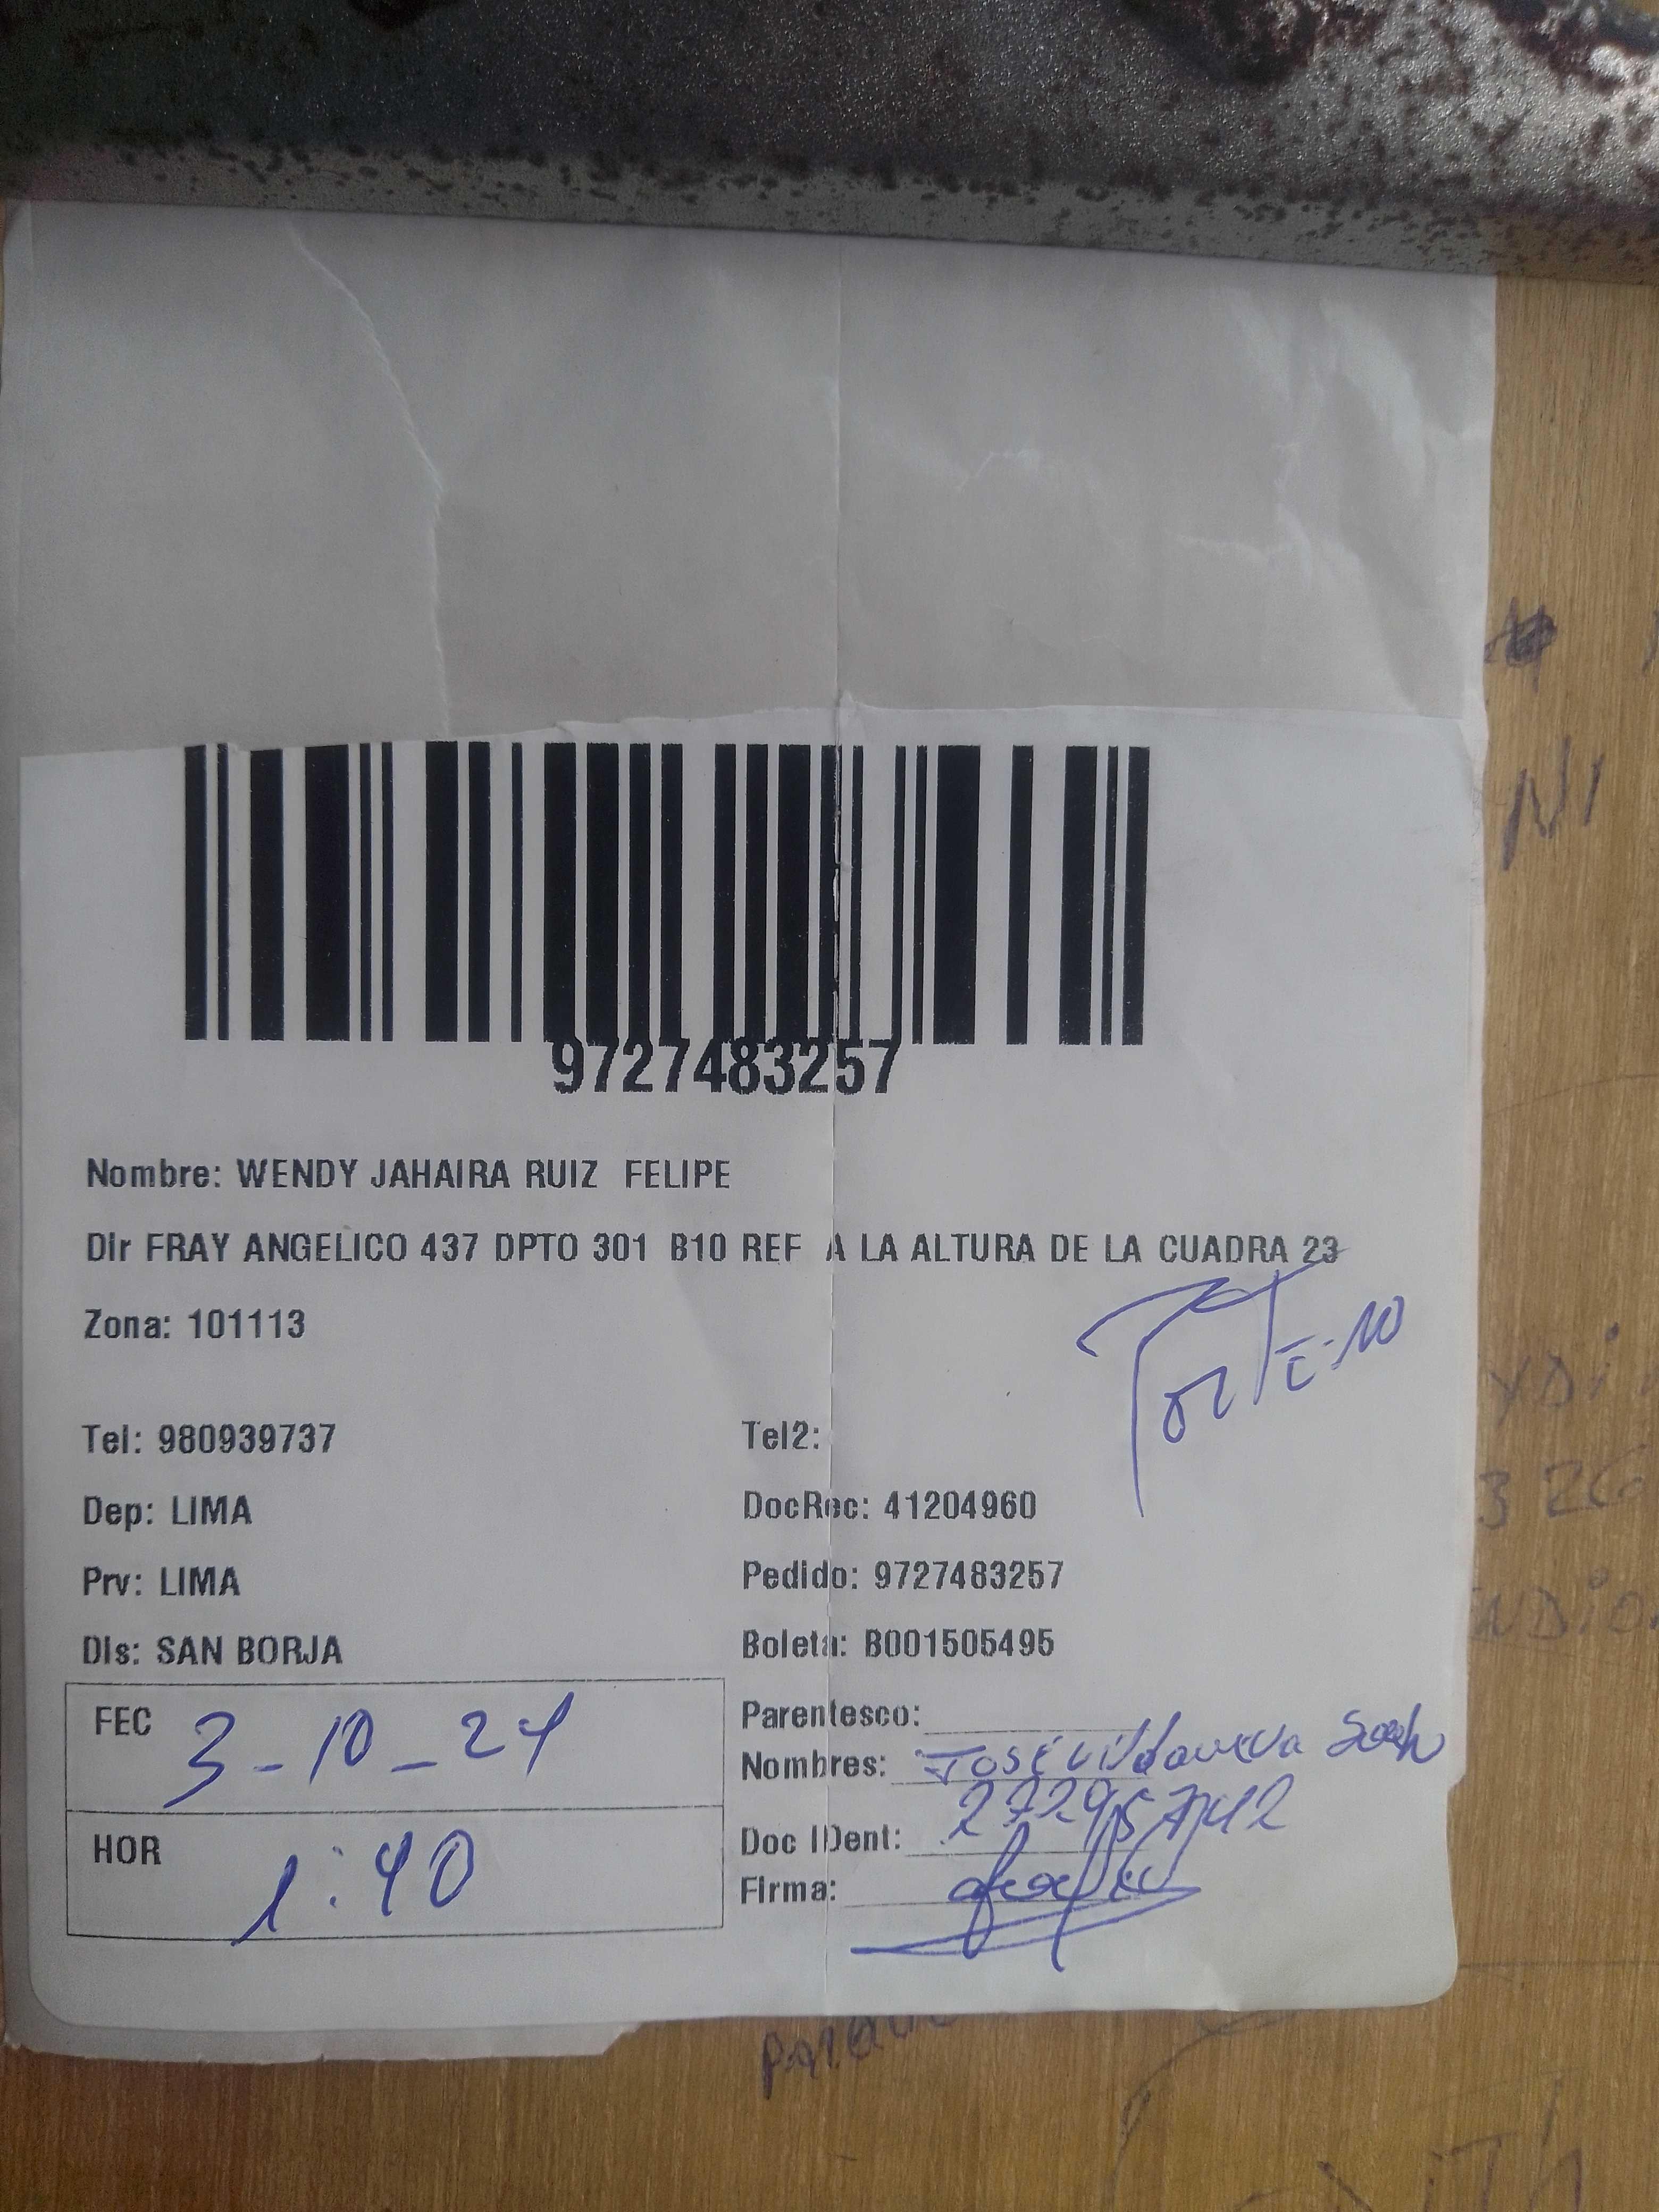 9727483257
Nombre: WENDY JAHAIRA RUIZ FELIPE
DIr FRAY ANGELICO 437 DPTO 301 B10 REF A LA ALTURA DE LA CUADRA 23
Zona: 101113
Tel: 980939737
Tel2:
Dep: LIMA
DocRec: 41204960
Prv: LIMA
Pedido: 9727483257
DIs: SAN BORJA
Boleta: B001505495
FEC 3-10-24
Parentesco:
Nombres: JOSE Villanueva
HOR 1:40
Doc IDent:
FIrma: